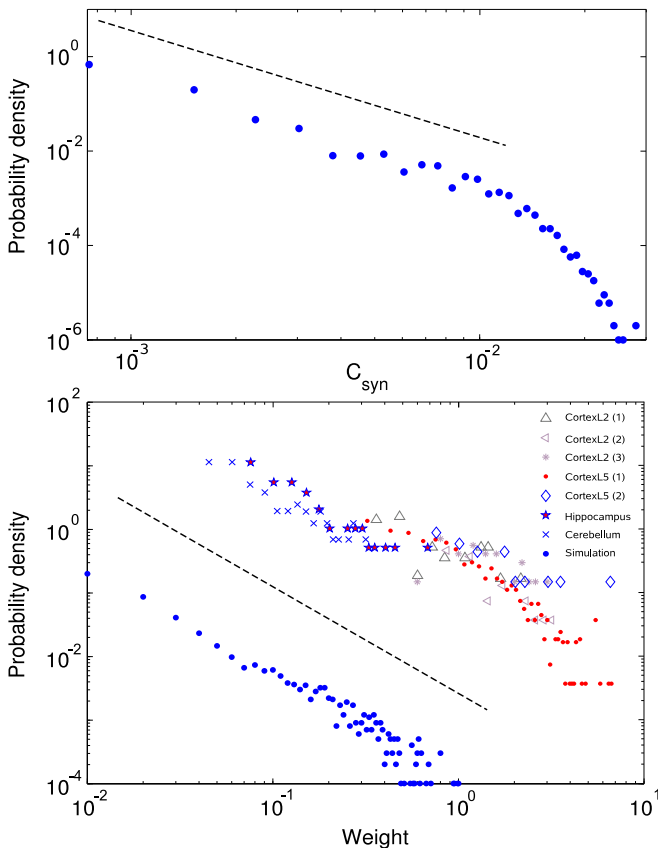 10^0
10^-2
10^-4
10^-6
Probability density
10^-3
10^-2
C_syn
10^2
10^0
10^-2
10^-4
Probability density
CortexL2 (1)
CortexL2 (2)
CortexL2 (3)
CortexL5 (1)
CortexL5 (2)
Hippocampus
Cerebellum
Simulation
10^-2
10^-1
10^0
10^1
Weight